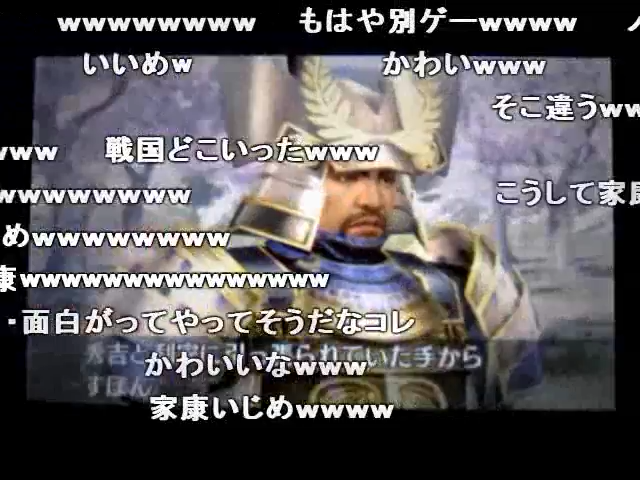 wwwwwwwww もはや別ゲーwwwww
いいめw かわいwww
そこ違うww
www 戦国どこいったwww
wwwwwwwww こうして家康
めwwwwwwww
康wwwwwwwwwwwwwww
・面白がってやってそうだなコレ
秀吉と利家に引っ張られていた手から
かわいいなwww
すぽん
家康いじめwwww